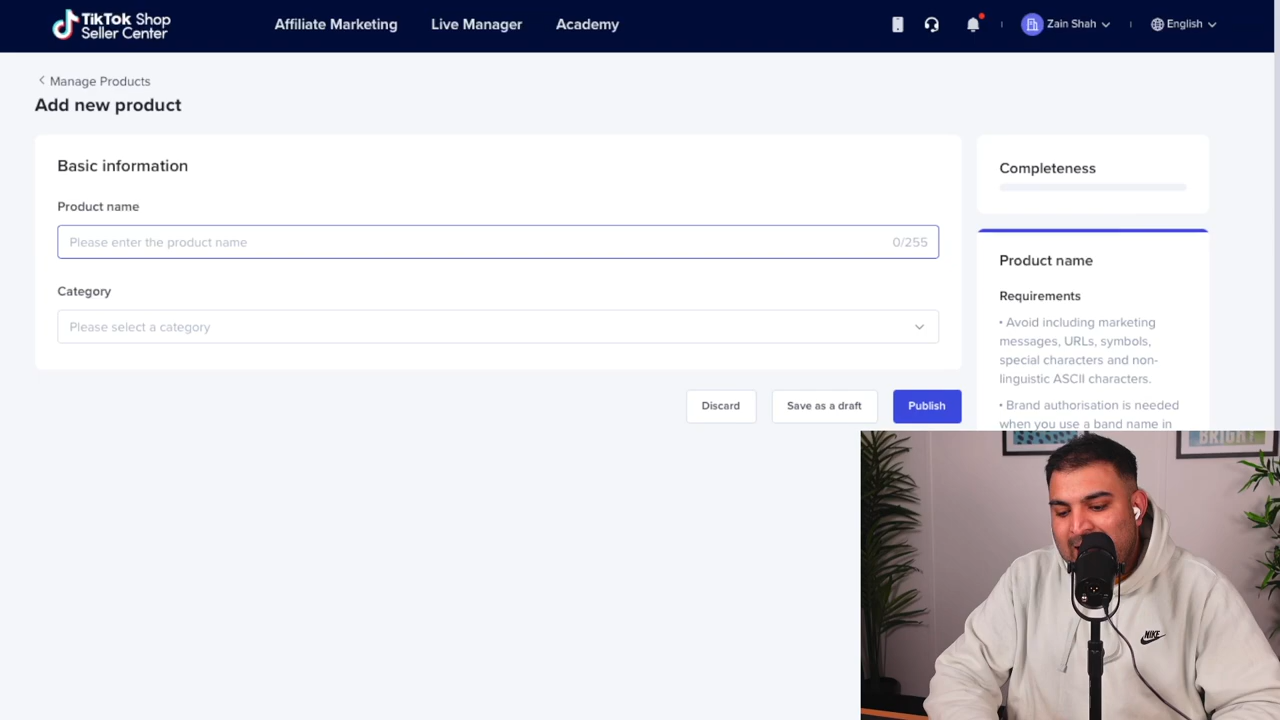 TikTok Shop
Seller Center
Affiliate Marketing
Live Manager
Academy
Zain Shah
English
Manage Products
Add new product
Basic information
Product name
Please enter the product name
0/255
Category
Please select a category
Discard
Save as a draft
Publish
Completeness
Product name
Requirements
• Avoid including marketing
messages, URLs, symbols,
special characters and non-
linguistic ASCII characters.
• Brand authorisation is needed
when you use a band name in
BRIGHT
NIKE